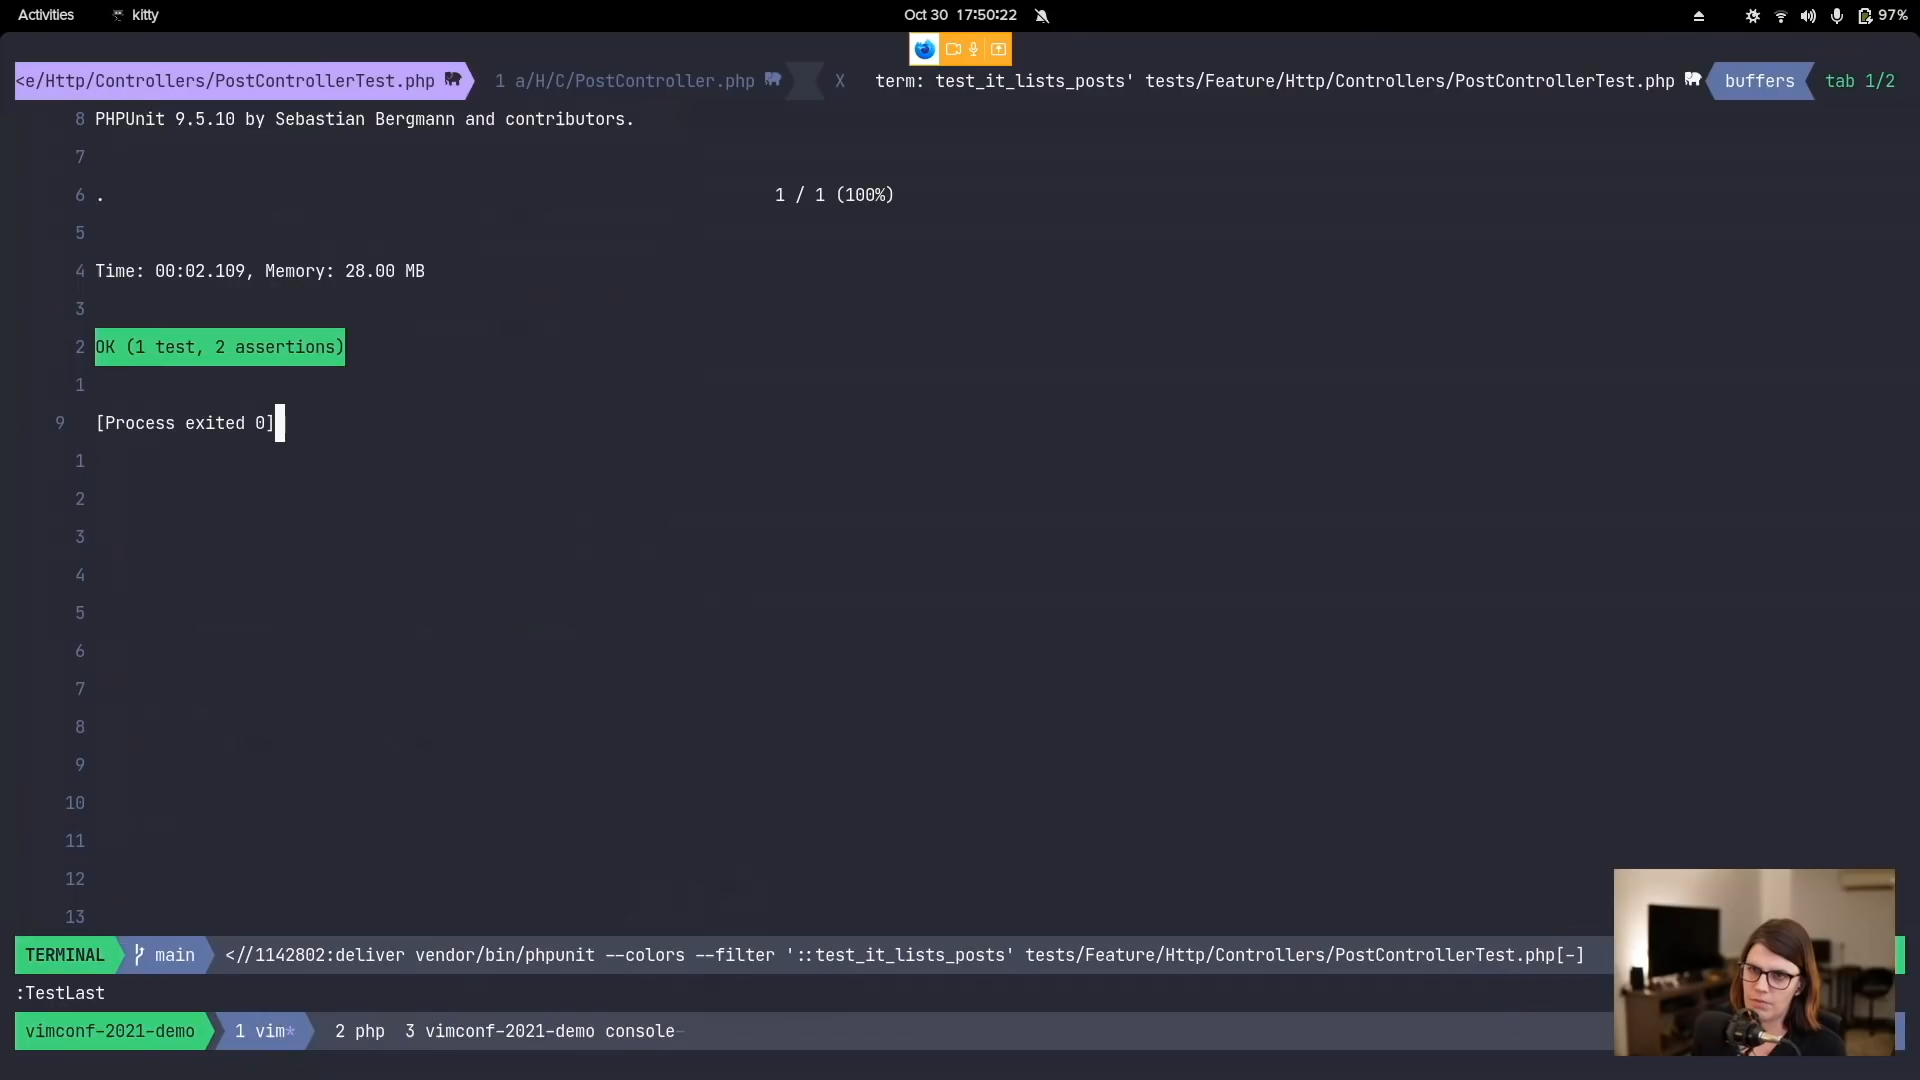 Activities kitty Oct 30 17:50:22 97%
<e/Http/Controllers/PostControllerTest.php 1 a/H/C/PostController.php X term: test_it_lists_posts' tests/Feature/Http/Controllers/PostControllerTest.php buffers tab 1/2
8 PHPUnit 9.5.10 by Sebastian Bergmann and contributors.
7
6 . 1 / 1 (100%)
5
4 Time: 00:02.109, Memory: 28.00 MB
3
2 OK (1 test, 2 assertions)
1
9 [Process exited 0]
1
2
3
4
5
6
7
8
9
10
11
12
13
TERMINAL main <//1142802:deliver vendor/bin/phpunit --colors --filter '::test_it_lists_posts' tests/Feature/Http/Controllers/PostControllerTest.php[-]
:TestLast
vimconf-2021-demo 1 vim* 2 php 3 vimconf-2021-demo console-